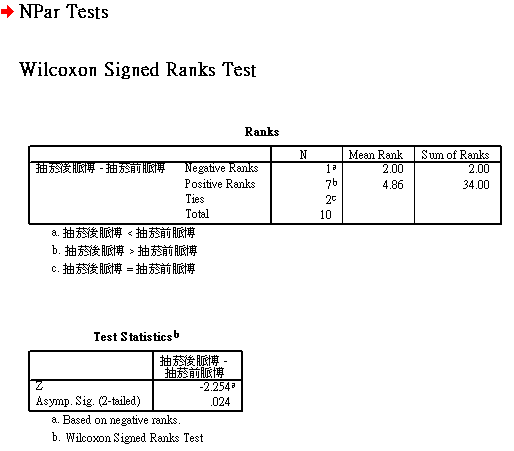 NPar Tests
Wilcoxon Signed Ranks Test
Ranks
N Mean Rank Sum of Ranks
抽菸後脈博 - 抽菸前脈博 Negative Ranks 1a 2.00 2.00
Positive Ranks 7b 4.86 34.00
Ties 2c
Total 10
a. 抽菸後脈博 < 抽菸前脈博
b. 抽菸後脈博 > 抽菸前脈博
c. 抽菸後脈博 = 抽菸前脈博
Test Statisticsb
抽菸後脈博 -
抽菸前脈博
Z -2.254a
Asymp. Sig. (2-tailed) .024
a. Based on negative ranks.
b. Wilcoxon Signed Ranks Test